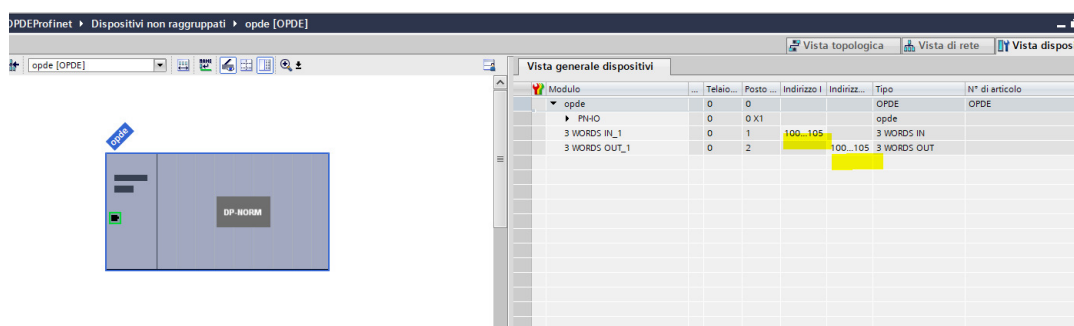 OPDEProfinet ▸ Dispositivi non raggruppati ▸ opde [OPDE]
Vista topologica Vista di rete Vista dispos
opde [OPDE]
Vista generale dispositivi
Modulo ... Telaio... Posto ... Indirizzo I Indirizz... Tipo N° di articolo
opde 0 0 OPDE OPDE
PN-IO 0 0 X1 opde
3 WORDS IN_1 0 1 100...105 3 WORDS IN
3 WORDS OUT_1 0 2 100...105 3 WORDS OUT
opde
DP-NORM